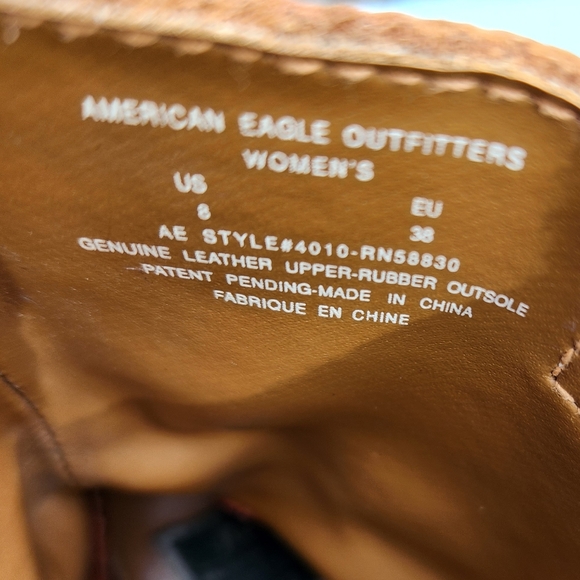 AMERICAN EAGLE OUTFITTERS
WOMEN'S
US EU
8 38
AE STYLE#4010-RN58830
GENUINE LEATHER UPPER-RUBBER OUTSOLE
PATENT PENDING-MADE IN CHINA
FABRIQUE EN CHINE